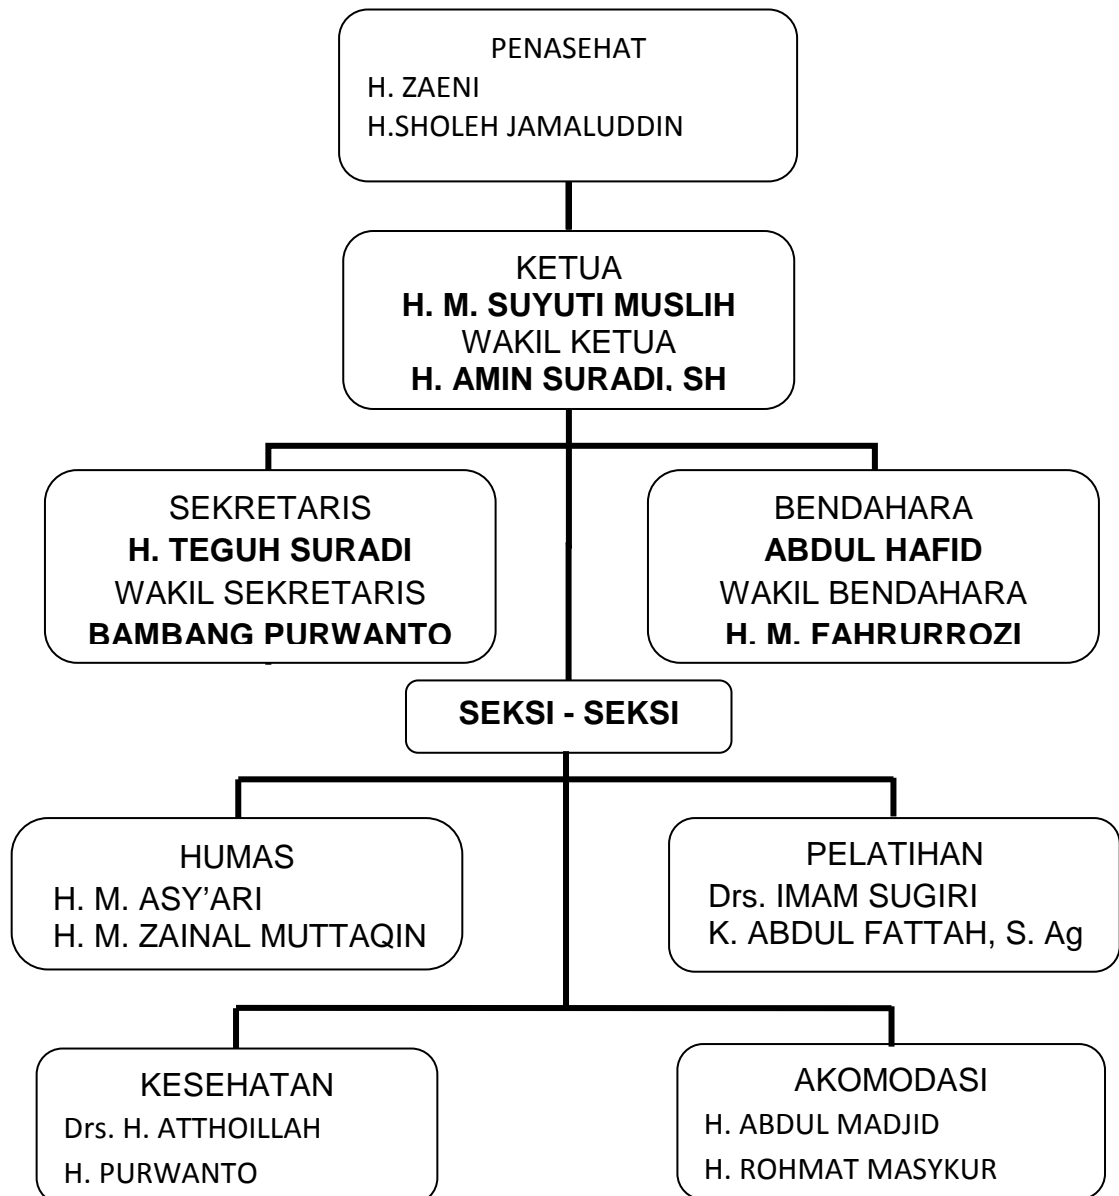 PENASEHAT
H. ZAENI
H.SHOLEH JAMALUDDIN
KETUA
H. M. SUYUTI MUSLIH
WAKIL KETUA
H. AMIN SURADI, SH
SEKRETARIS
H. TEGUH SURADI
WAKIL SEKRETARIS
BAMBANG PURWANTO
BENDAHARA
ABDUL HAFID
WAKIL BENDAHARA
H. M. FAHRURROZI
SEKSI - SEKSI
HUMAS
H. M. ASY’ARI
H. M. ZAINAL MUTTAQIN
PELATIHAN
Drs. IMAM SUGIRI
K. ABDUL FATTAH, S. Ag
KESEHATAN
Drs. H. ATTHOILLAH
H. PURWANTO
AKOMODASI
H. ABDUL MADJID
H. ROHMAT MASYKUR